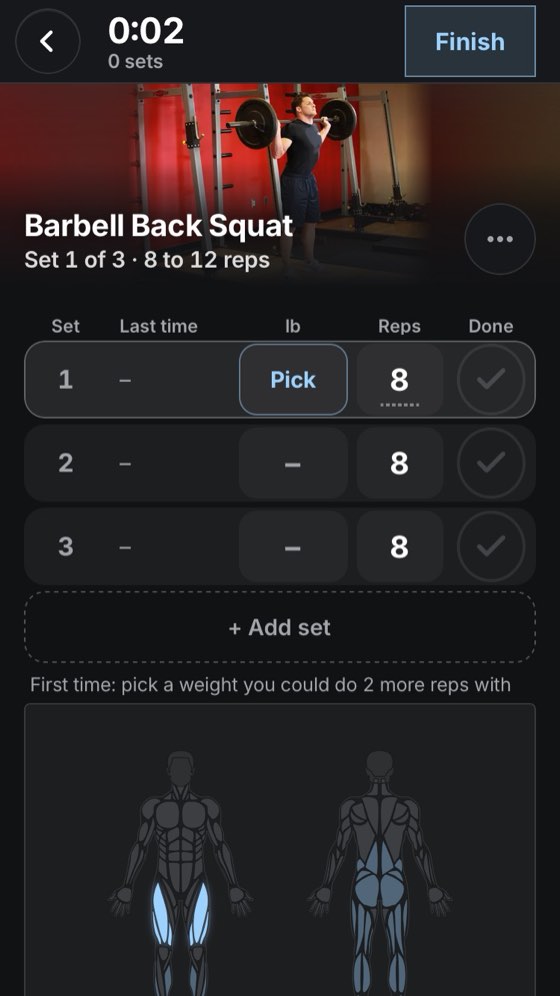 0:02
0 sets
Finish
Barbell Back Squat
Set 1 of 3 · 8 to 12 reps
Set Last time lb Reps Done
1 – Pick 8
2 – – 8
3 – – 8
+ Add set
First time: pick a weight you could do 2 more reps with